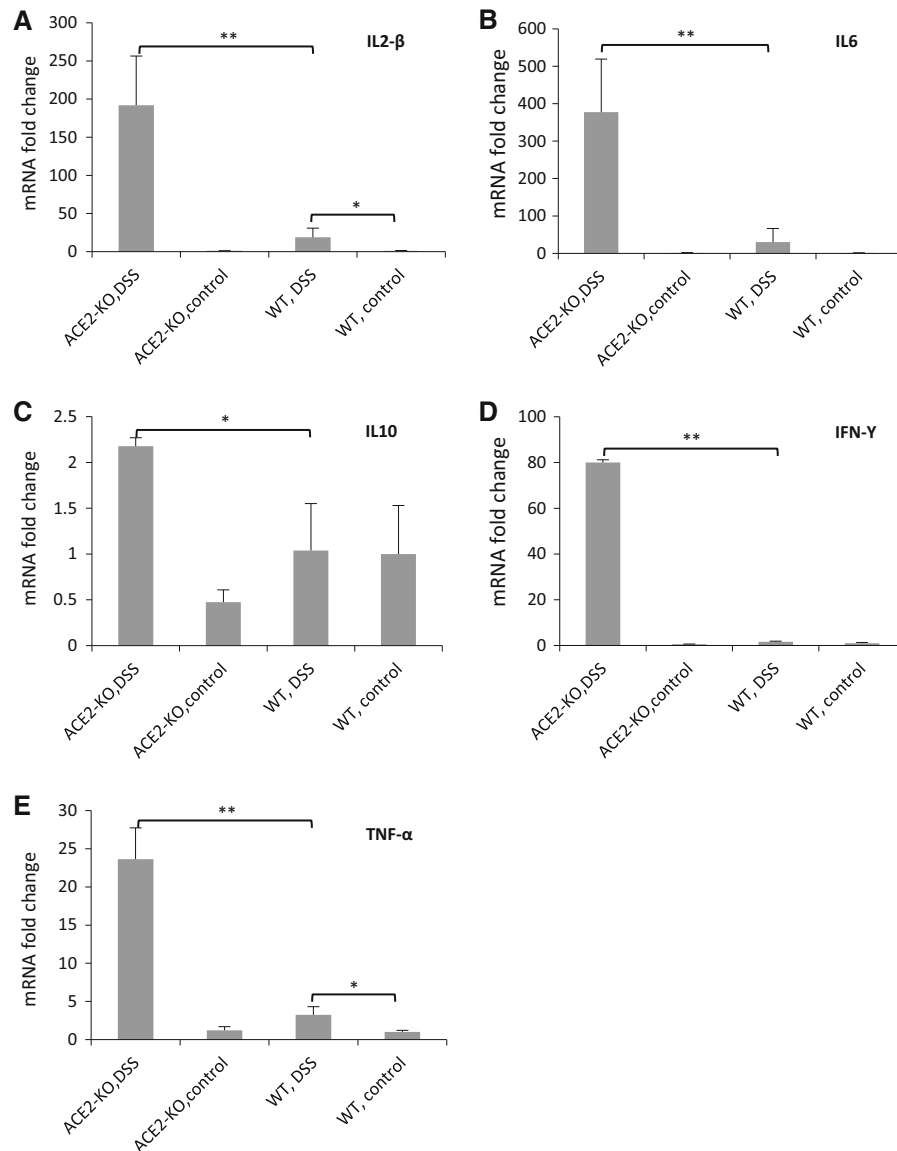 A
IL2-β
mRNA fold change
300
250
200
150
100
50
0
**
*
ACE2-KO,DSS
ACE2-KO,control
WT, DSS
WT, control
B
IL6
mRNA fold change
600
500
400
300
200
100
0
**
ACE2-KO,DSS
ACE2-KO,control
WT, DSS
WT, control
C
IL10
mRNA fold change
2.5
2
1.5
1
0.5
0
*
ACE2-KO,DSS
ACE2-KO,control
WT, DSS
WT, control
D
IFN-Y
mRNA fold change
100
80
60
40
20
0
**
ACE2-KO,DSS
ACE2-KO,control
WT, DSS
WT, control
E
TNF-α
mRNA fold change
30
25
20
15
10
5
0
**
*
ACE2-KO,DSS
ACE2-KO,control
WT, DSS
WT, control